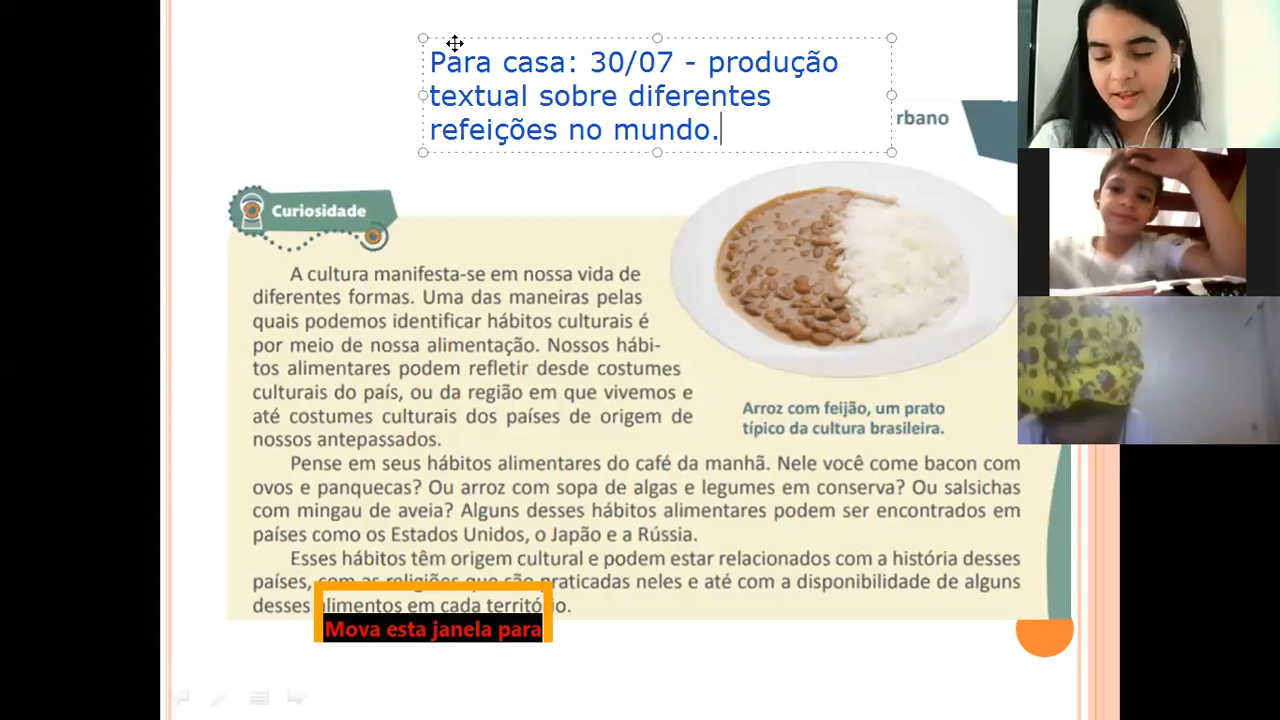 Para casa: 30/07 - produção
textual sobre diferentes
refeições no mundo.
rbano
Curiosidade
A cultura manifesta-se em nossa vida de
diferentes formas. Uma das maneiras pelas
quais podemos identificar hábitos culturais é
por meio de nossa alimentação. Nossos hábi-
tos alimentares podem refletir desde costumes
culturais do país, ou da região em que vivemos e
até costumes culturais dos países de origem de
nossos antepassados.
Arroz com feijão, um prato
típico da cultura brasileira.
Pense em seus hábitos alimentares do café da manhã. Nele você come bacon com
ovos e panquecas? Ou arroz com sopa de algas e legumes em conserva? Ou salsichas
com mingau de aveia? Alguns desses hábitos alimentares podem ser encontrados em
países como os Estados Unidos, o Japão e a Rússia.
Esses hábitos têm origem cultural e podem estar relacionados com a história desses
países, com as religiões que são praticadas neles e até com a disponibilidade de alguns
desses alimentos em cada território.
Mova esta janela para